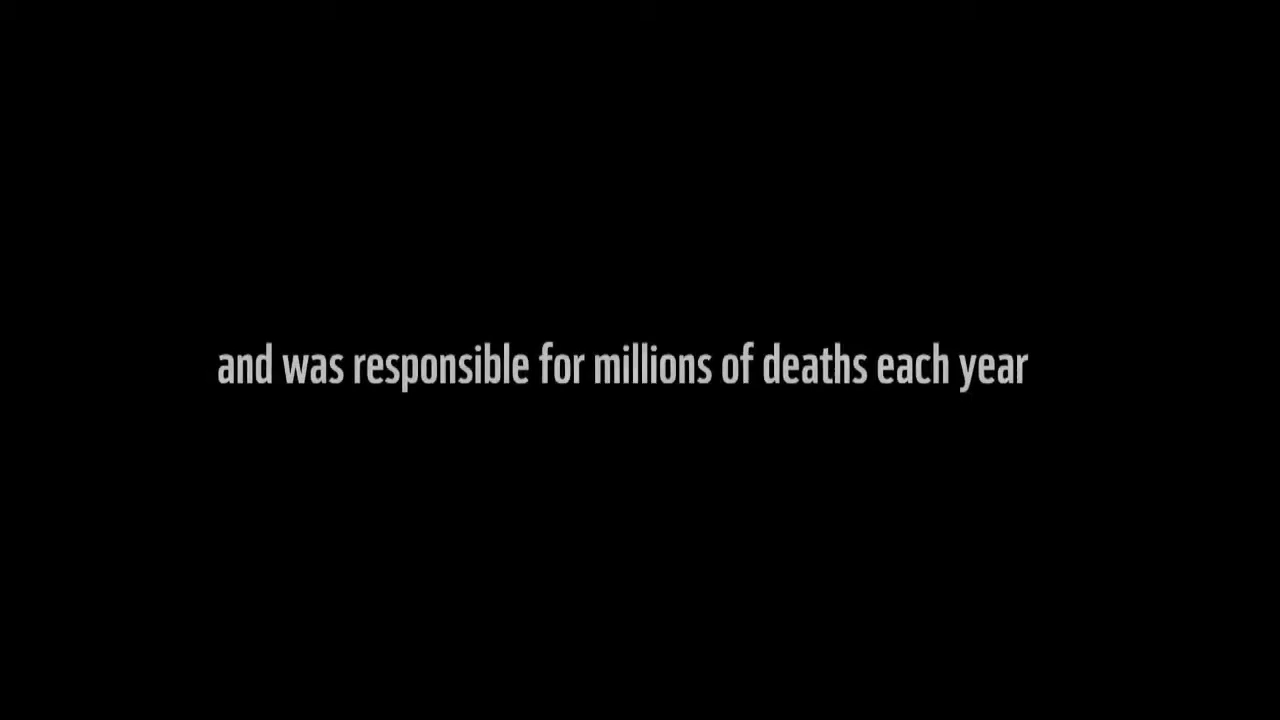 and was responsible for millions of deaths each year